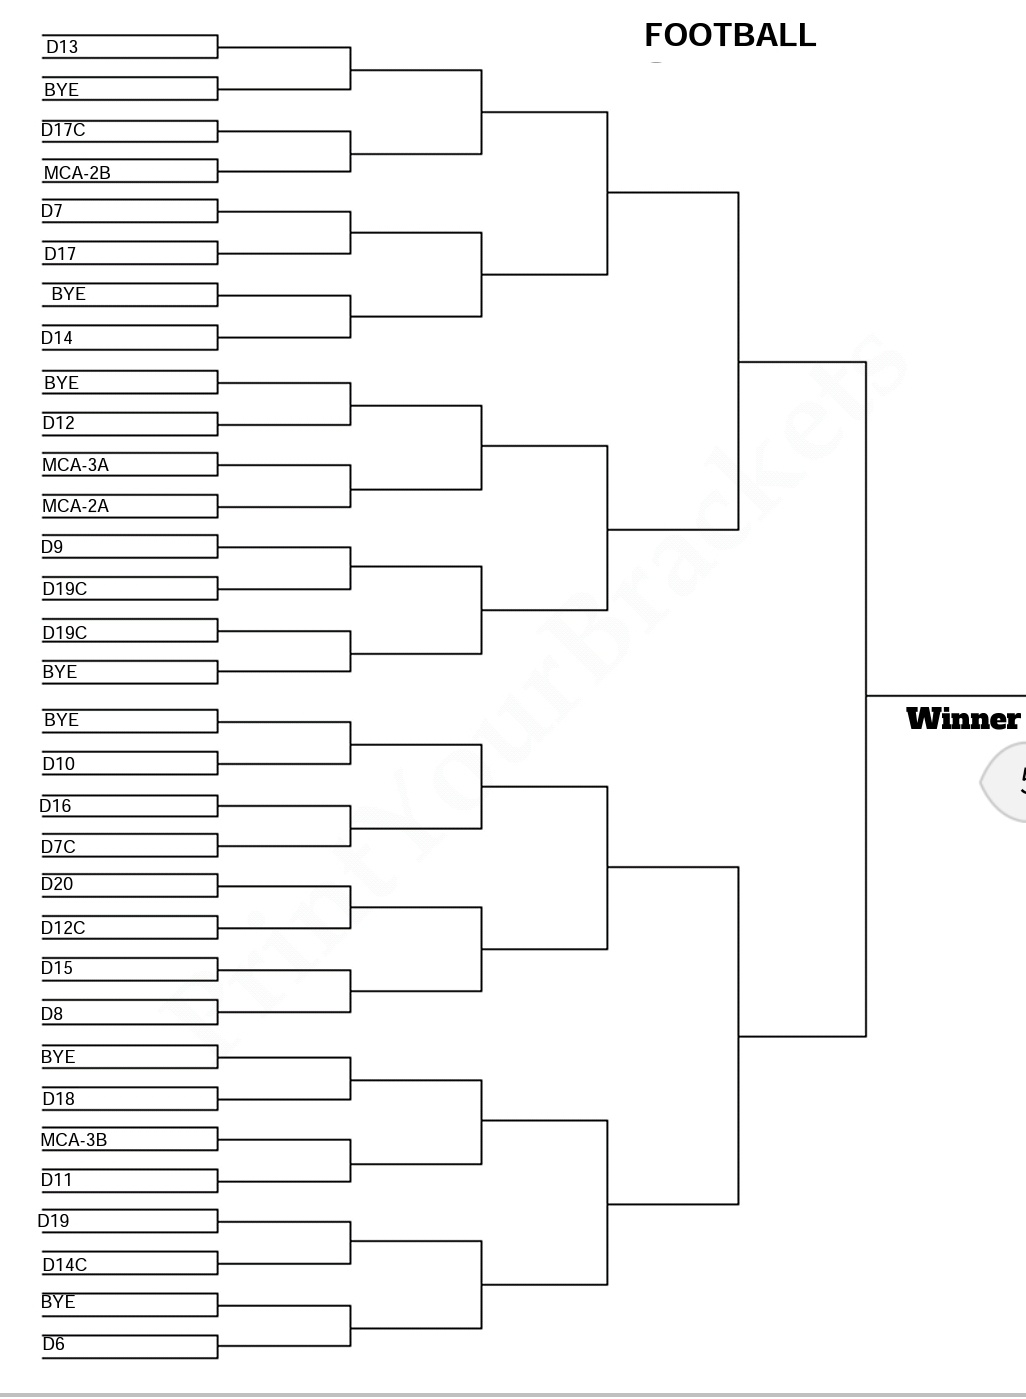 FOOTBALL
D13
BYE
D17C
MCA-2B
D7
D17
BYE
D14
BYE
D12
MCA-3A
MCA-2A
D9
D19C
D19C
BYE
BYE
D10
D16
D7C
D20
D12C
D15
D8
BYE
D18
MCA-3B
D11
D19
D14C
BYE
D6
Winner
PrintYourBrackets